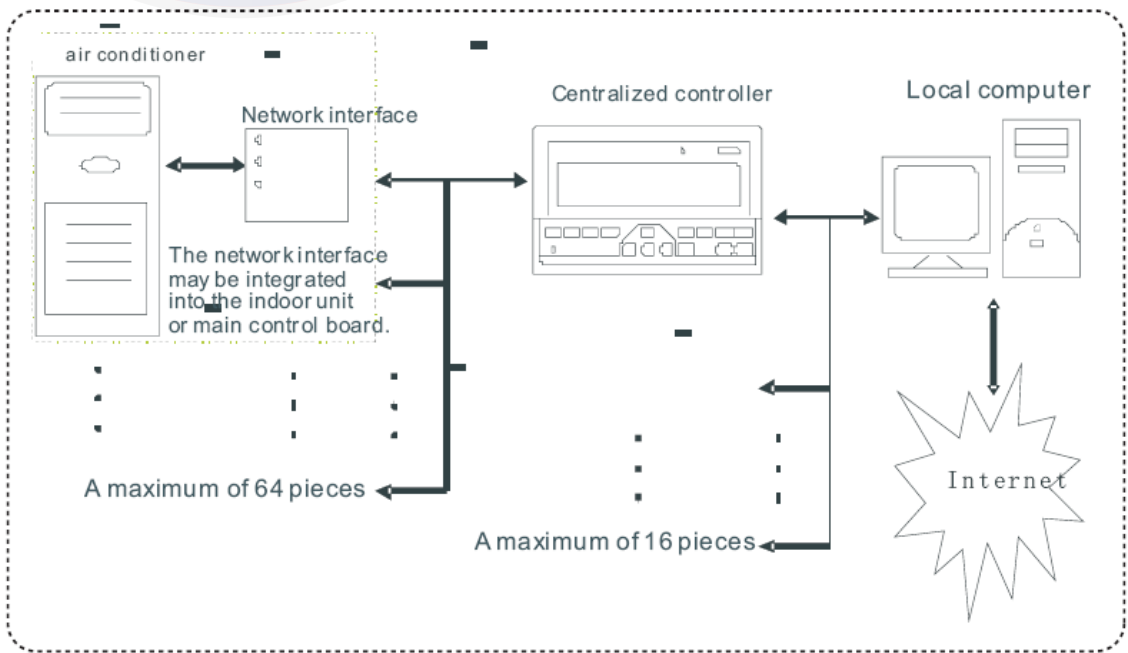 air conditioner
Network interface
Centralized controller
Local computer
The network interface
may be integrated
into the indoor unit
or main control board.
A maximum of 64 pieces
A maximum of 16 pieces
Internet